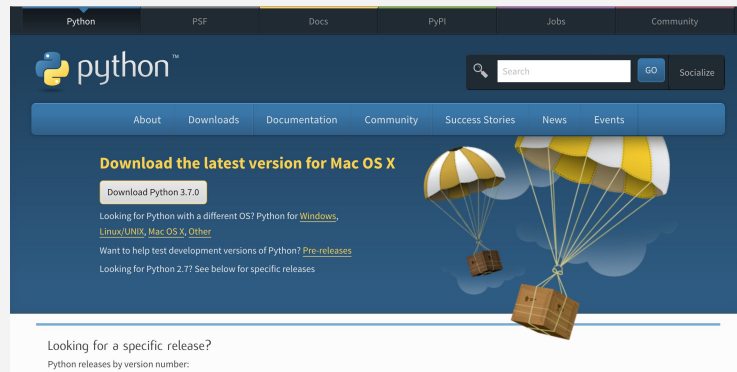 Python PSF Docs PyPI Jobs Community
python™
Search GO Socialize
About Downloads Documentation Community Success Stories News Events
Download the latest version for Mac OS X
Download Python 3.7.0
Looking for Python with a different OS? Python for Windows,
Linux/UNIX, Mac OS X, Other
Want to help test development versions of Python? Pre-releases
Looking for Python 2.7? See below for specific releases
Looking for a specific release?
Python releases by version number: